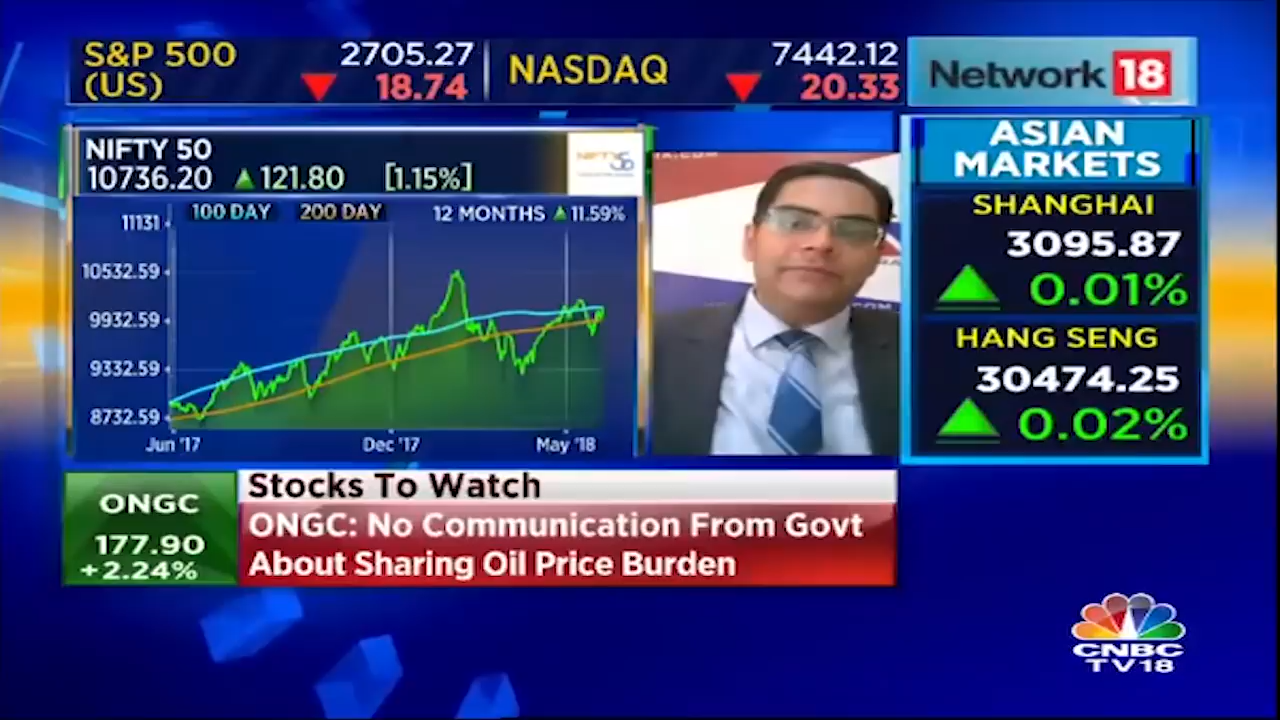 S&P 500
(US)
2705.27
18.74
NASDAQ
7442.12
20.33
Network 18
NIFTY 50
10736.20 121.80 [1.15%]
100 DAY 200 DAY 12 MONTHS 11.59%
11131
10532.59
9932.59
9332.59
8732.59
Jun '17 Dec '17 May '18
ASIAN
MARKETS
SHANGHAI
3095.87
0.01%
HANG SENG
30474.25
0.02%
ONGC
177.90
+2.24%
Stocks To Watch
ONGC: No Communication From Govt
About Sharing Oil Price Burden
CNBC
TV18